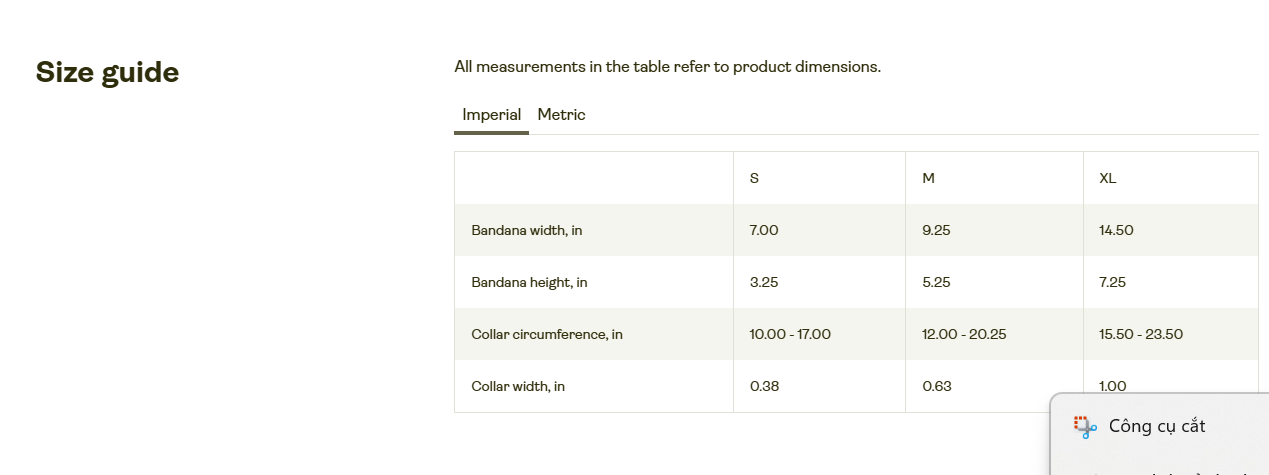 Size guide
All measurements in the table refer to product dimensions.
Imperial Metric
S M XL
Bandana width, in 7.00 9.25 14.50
Bandana height, in 3.25 5.25 7.25
Collar circumference, in 10.00 - 17.00 12.00 - 20.25 15.50 - 23.50
Collar width, in 0.38 0.63 1.00
Công cụ cắt